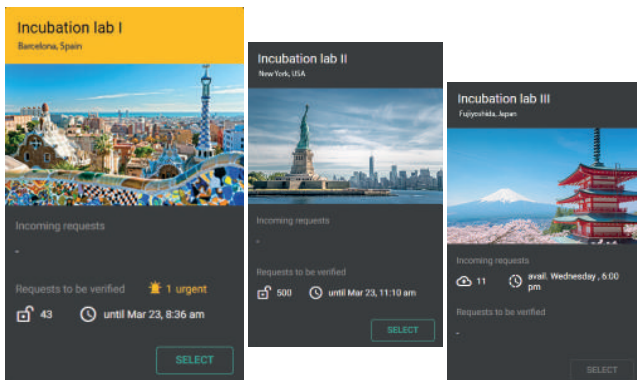 Incubation lab I
Barcelona, Spain
Incoming requests
-
Requests to be verified 1 urgent
43 until Mar 23, 8:36 am
SELECT
Incubation lab II
New York, USA
Incoming requests
-
Requests to be verified
500 until Mar 23, 11:10 am
SELECT
Incubation lab III
Fujiyoshida, Japan
Incoming requests
11 avail. Wednesday , 6:00
pm
Requests to be verified
-
SELECT